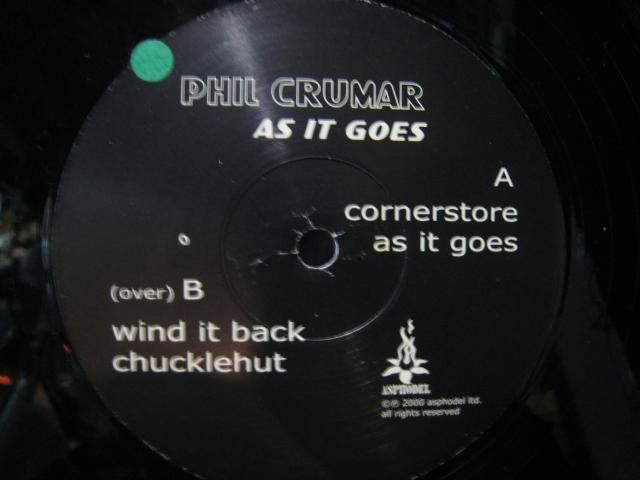 PHIL CRUMAR
AS IT GOES
A
cornerstore
as it goes
(over) B
wind it back
chucklehut
ASPHODEL
©℗ 2000 asphodel ltd.
all rights reserved